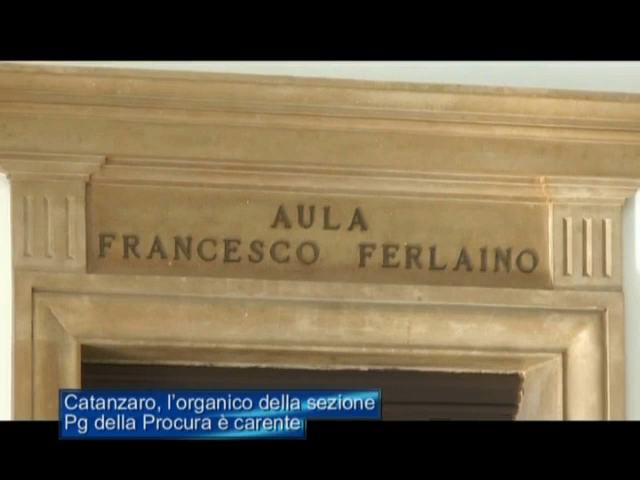 AULA
FRANCESCO FERLAINO
Catanzaro, l'organico della sezione
Pg della Procura è carente